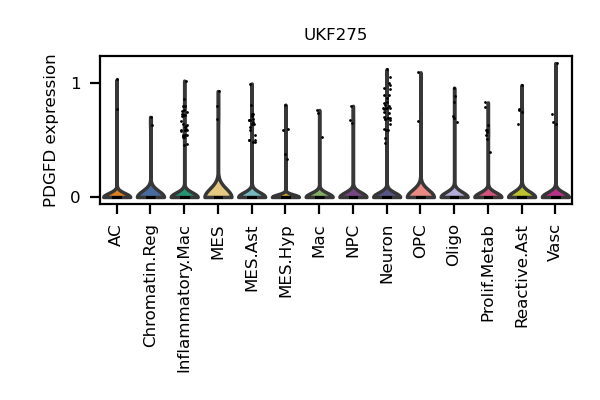 UKF275
PDGFD expression
1
0
AC
Chromatin.Reg
Inflammatory.Mac
MES
MES.Ast
MES.Hyp
Mac
NPC
Neuron
OPC
Oligo
Prolif.Metab
Reactive.Ast
Vasc